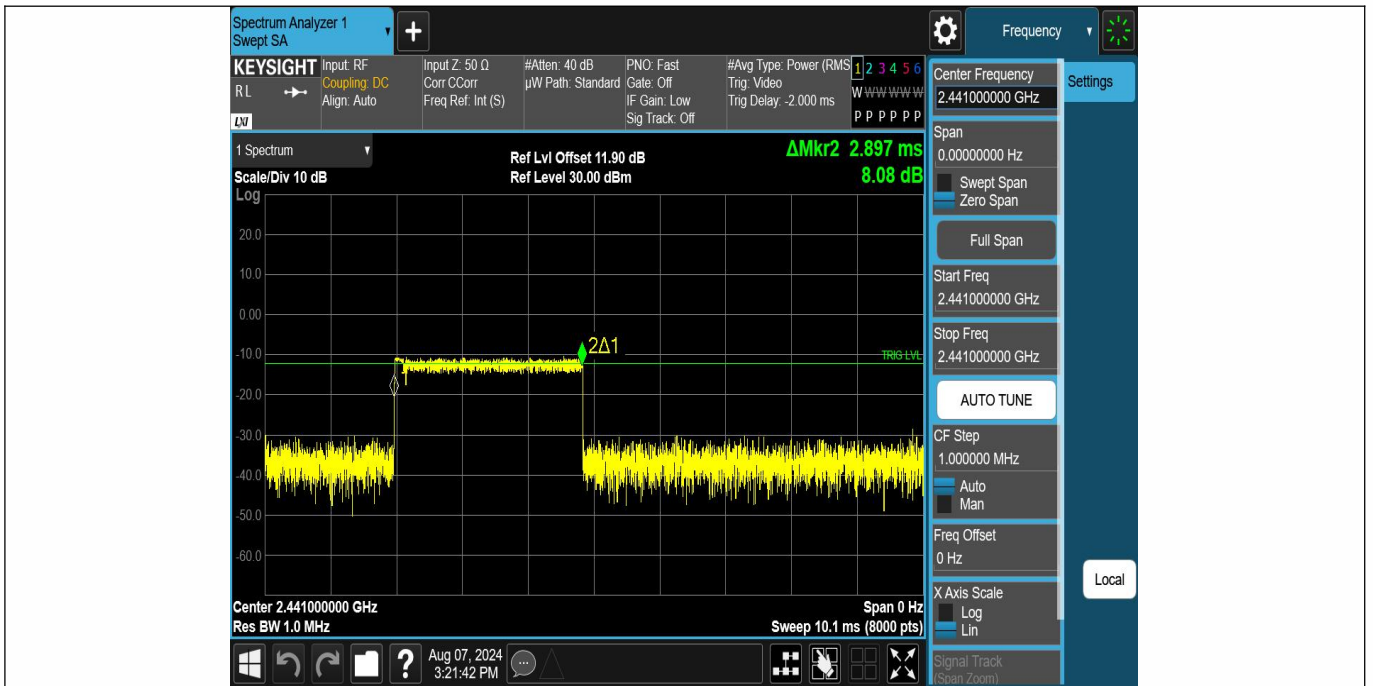 Spectrum Analyzer 1
Swept SA
+
Frequency
KEYSIGHT
RL
LXI
Input: RF
Coupling: DC
Align: Auto
Input Z: 50 Ω
Corr CCorr
Freq Ref: Int (S)
#Atten: 40 dB
µW Path: Standard
PNO: Fast
Gate: Off
IF Gain: Low
Sig Track: Off
#Avg Type: Power (RMS
Trig: Video
Trig Delay: -2.000 ms
1 2 3 4 5 6
W W W W W W
P P P P P P
1 Spectrum
Scale/Div 10 dB
Ref Lvl Offset 11.90 dB
Ref Level 30.00 dBm
ΔMkr2 2.897 ms
8.08 dB
Log
20.0
10.0
0.00
-10.0
-20.0
-30.0
-40.0
-50.0
-60.0
2Δ1
TRIG LVL
Center 2.441000000 GHz
Res BW 1.0 MHz
Span 0 Hz
Sweep 10.1 ms (8000 pts)
Center Frequency
2.441000000 GHz
Settings
Span
0.00000000 Hz
Swept Span
Zero Span
Full Span
Start Freq
2.441000000 GHz
Stop Freq
2.441000000 GHz
AUTO TUNE
CF Step
1.000000 MHz
Auto
Man
Freq Offset
0 Hz
X Axis Scale
Log
Lin
Signal Track
(Span Zoom)
Local
?
Aug 07, 2024
3:21:42 PM